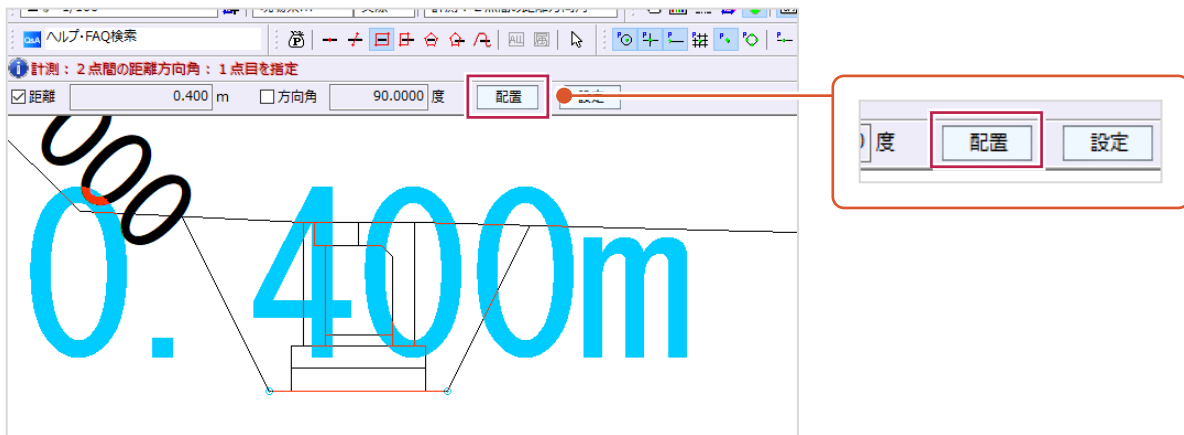 ヘルプ・FAQ検索
計測：２点間の距離方向角：１点目を指定
距離 0.400 m 方向角 90.0000 度 配置 設定
度 配置 設定
000
0.400m